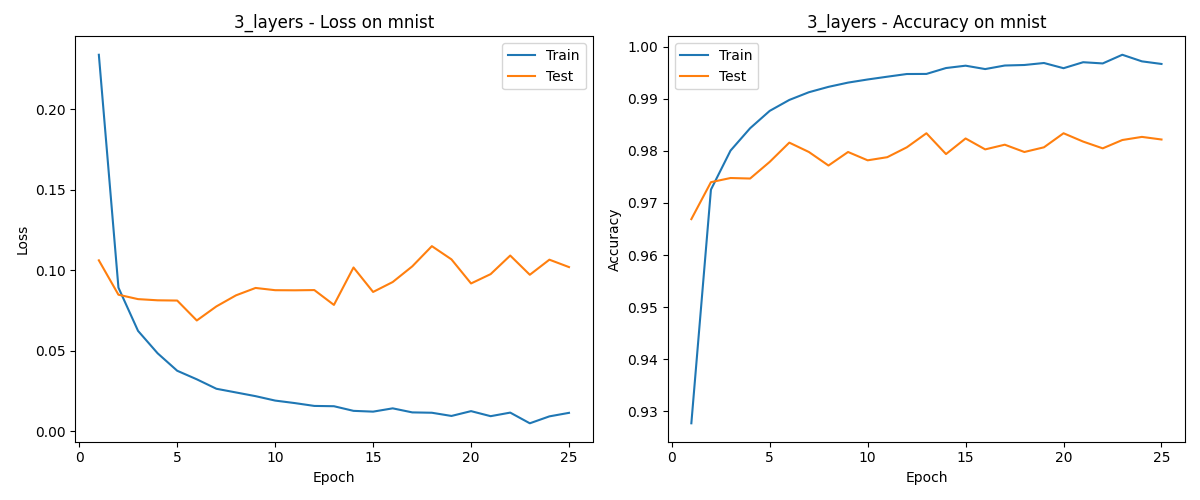 3_layers - Loss on mnist
Train
Test
0.20
0.15
0.10
0.05
0.00
Loss
0
5
10
15
20
25
Epoch
3_layers - Accuracy on mnist
Train
Test
1.00
0.99
0.98
0.97
0.96
0.95
0.94
0.93
Accuracy
0
5
10
15
20
25
Epoch